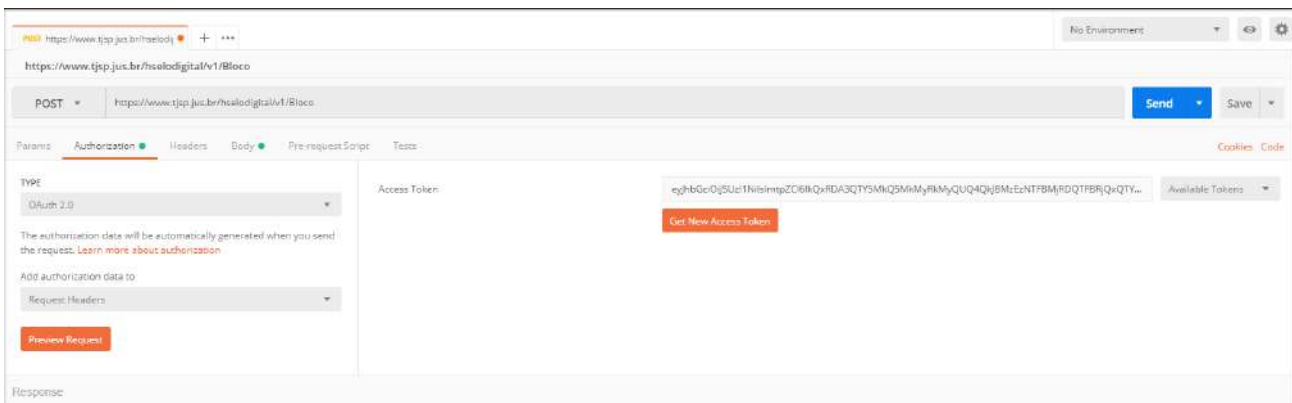 POST https://www.tjsp.jus.br/hselodi
No Environment
https://www.tjsp.jus.br/hselodigital/v1/Bloco
POST https://www.tjsp.jus.br/hselodigital/v1/Bloco Send Save
Params Authorization Headers Body Pre-request Script Tests Cookies Code
TYPE
OAuth 2.0
The authorization data will be automatically generated when you send
the request. Learn more about authorization
Add authorization data to
Request Headers
Preview Request
Access Token Available Tokens
Get New Access Token
Response